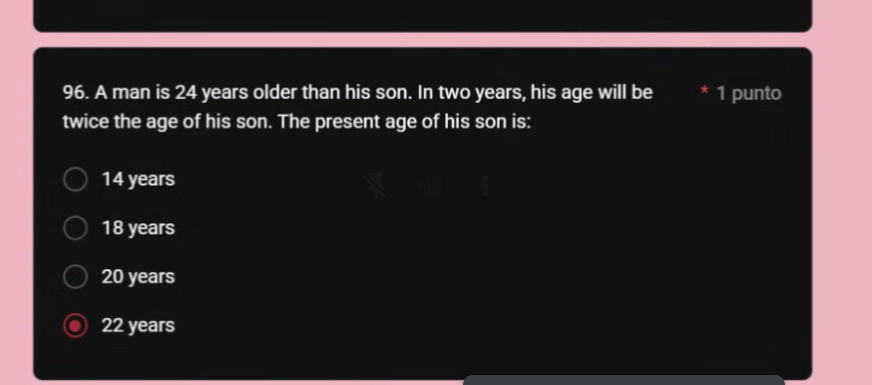 96. A man is 24 years older than his son. In two years, his age will be * 1 punto
twice the age of his son. The present age of his son is:
14 years
18 years
20 years
22 years